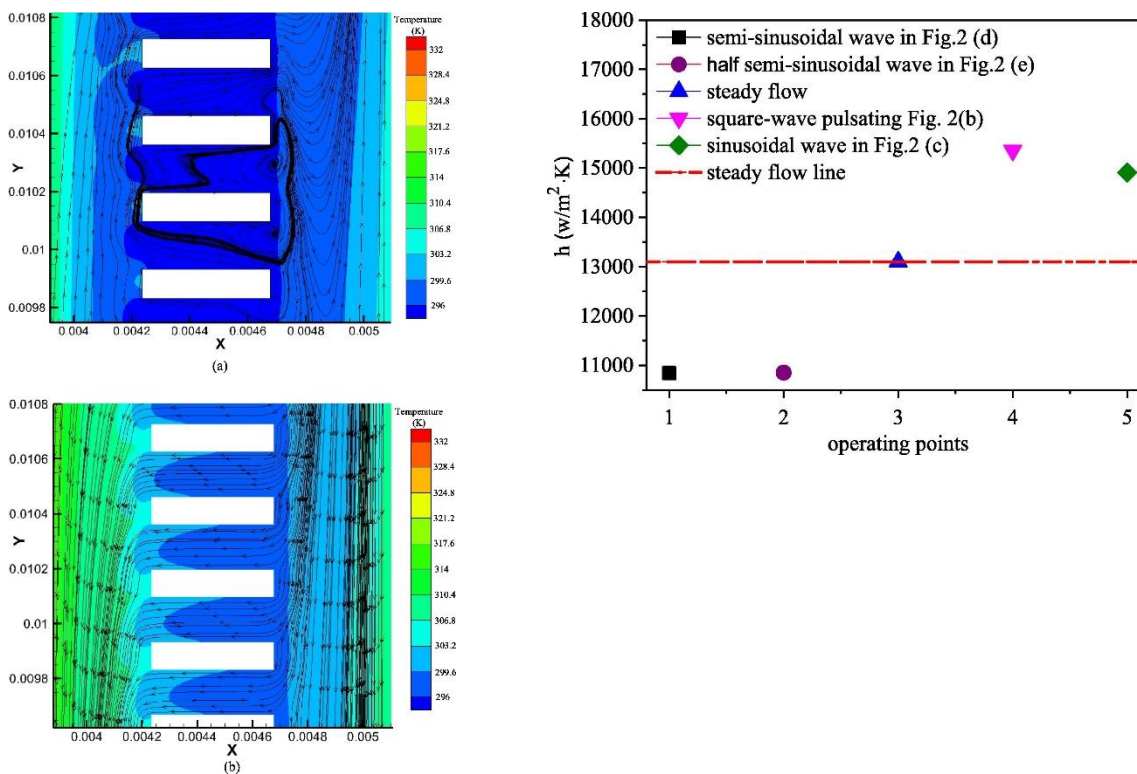 Temperature
(K)
332
328.4
324.8
321.2
317.6
314
310.4
306.8
303.2
299.6
296
0.0108
0.0106
0.0104
0.0102
0.01
0.0098
Y
0.004 0.0042 0.0044 0.0046 0.0048 0.005
X
(a)
Temperature
(K)
332
328.4
324.8
321.2
317.6
314
310.4
306.8
303.2
299.6
296
0.0108
0.0106
0.0104
0.0102
0.01
0.0098
Y
0.004 0.0042 0.0044 0.0046 0.0048 0.005
X
(b)
18000
17000
16000
15000
14000
13000
12000
11000
h (w/m² ·K)
semi-sinusoidal wave in Fig.2 (d)
half semi-sinusoidal wave in Fig.2 (e)
steady flow
square-wave pulsating Fig. 2(b)
sinusoidal wave in Fig.2 (c)
steady flow line
1 2 3 4 5
operating points